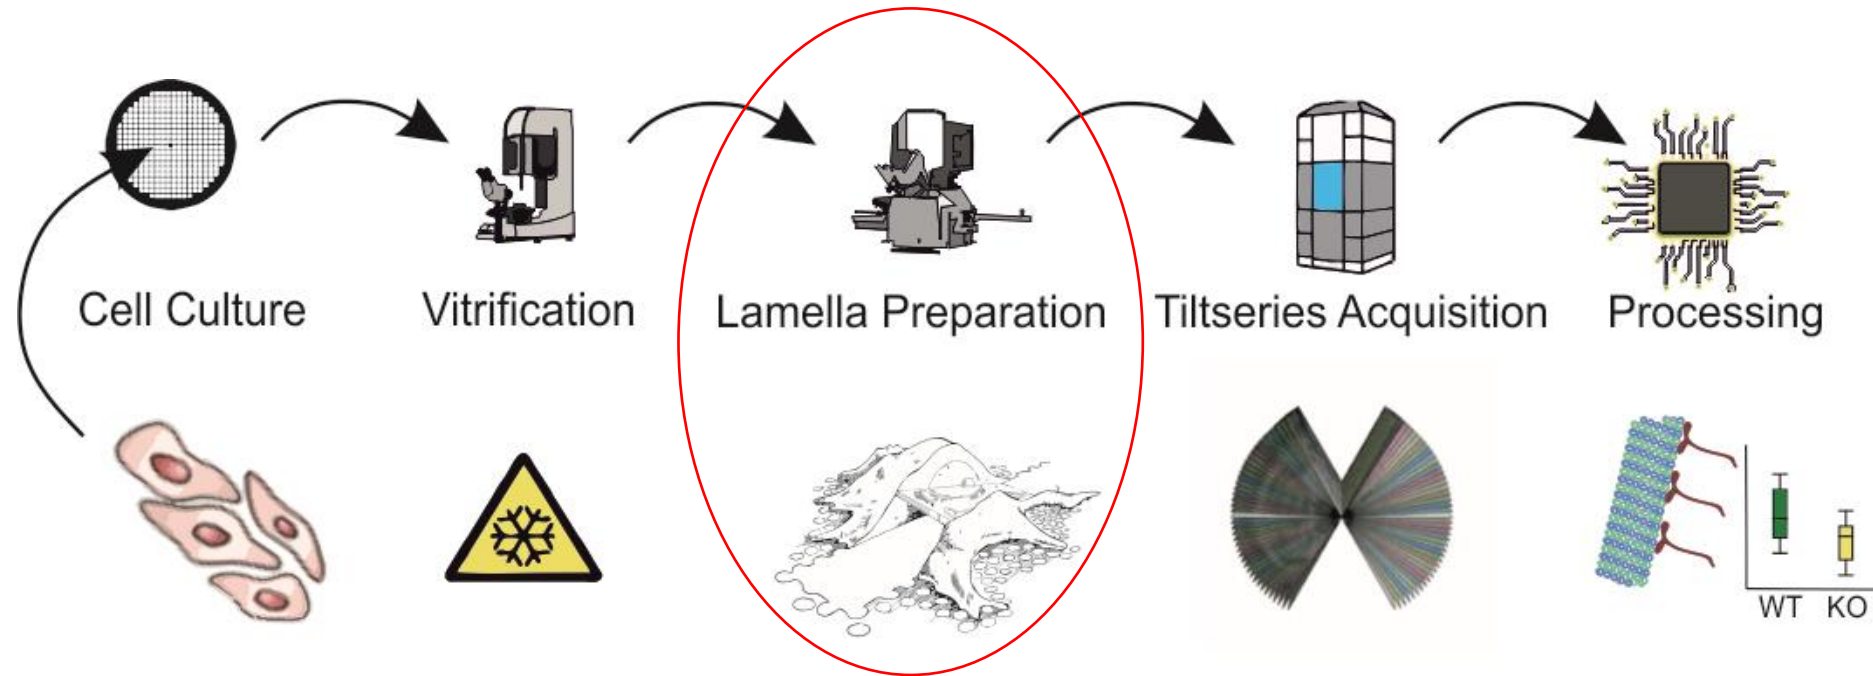 Cell Culture
Vitrification
Lamella Preparation
Tiltseries Acquisition
Processing
WT
KO